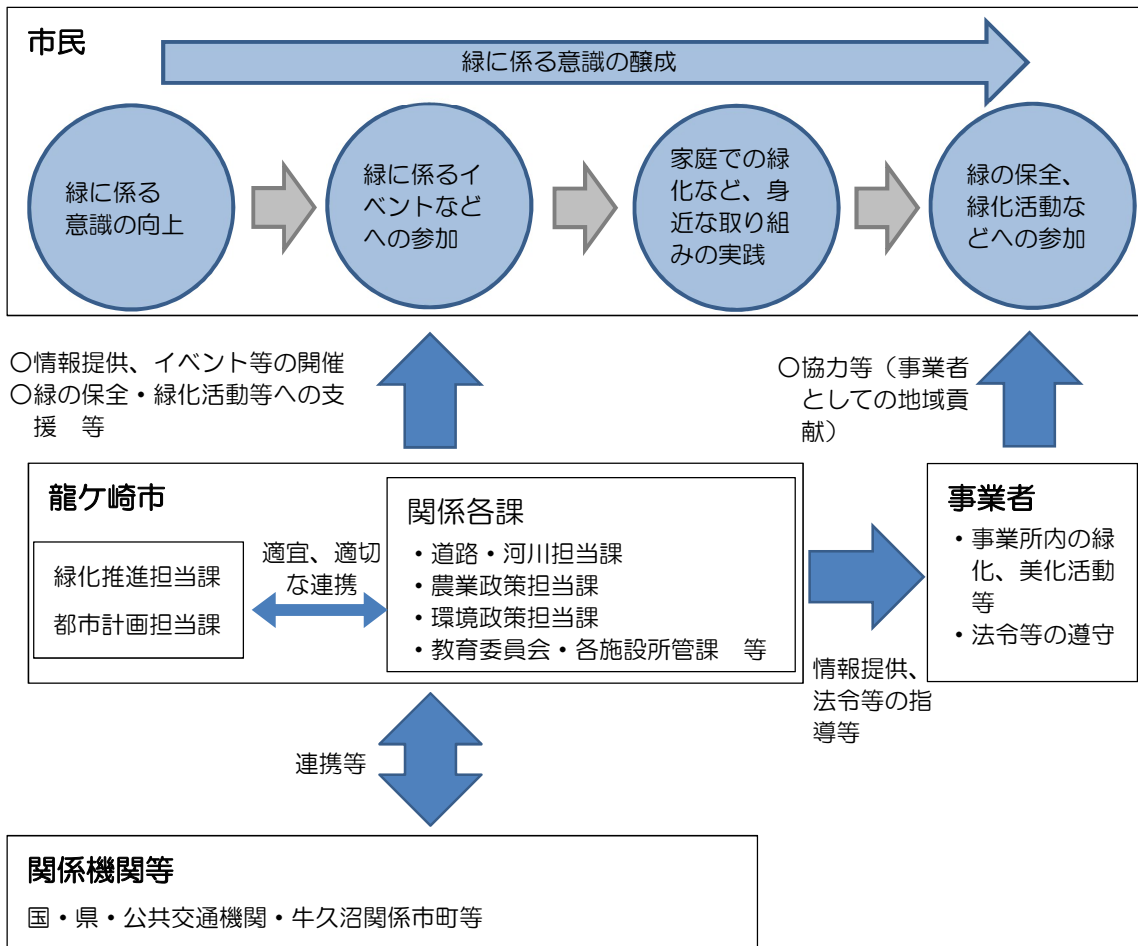 市民
緑に係る意識の醸成
緑に係る
意識の向上
緑に係るイ
ベントなど
への参加
家庭での緑
化など、身
近な取り組
みの実践
緑の保全、
緑化活動な
どへの参加
〇情報提供、イベント等の開催
〇緑の保全・緑化活動等への支
援　等
〇協力等（事業者
としての地域貢
献）
龍ケ崎市
緑化推進担当課
都市計画担当課
適宜、適切
な連携
関係各課
・道路・河川担当課
・農業政策担当課
・環境政策担当課
・教育委員会・各施設所管課　等
情報提供、
法令等の指
導等
事業者
・事業所内の緑
化、美化活動
等
・法令等の遵守
連携等
関係機関等
国・県・公共交通機関・牛久沼関係市町等